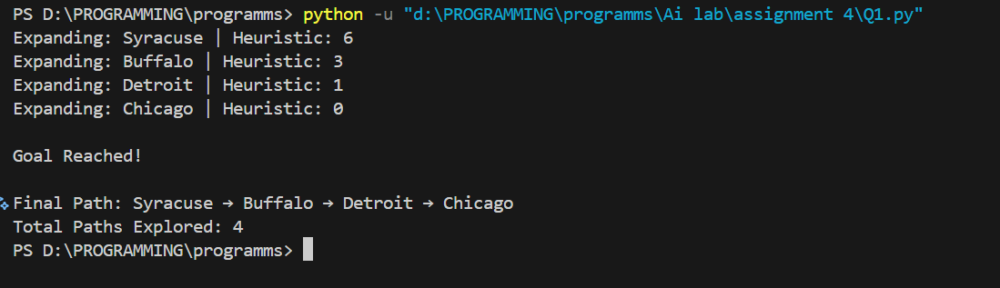 PS D:\PROGRAMMING\programms> python -u "d:\PROGRAMMING\programms\Ai lab\assignment 4\Q1.py"
Expanding: Syracuse | Heuristic: 6
Expanding: Buffalo | Heuristic: 3
Expanding: Detroit | Heuristic: 1
Expanding: Chicago | Heuristic: 0
Goal Reached!
Final Path: Syracuse → Buffalo → Detroit → Chicago
Total Paths Explored: 4
PS D:\PROGRAMMING\programms>